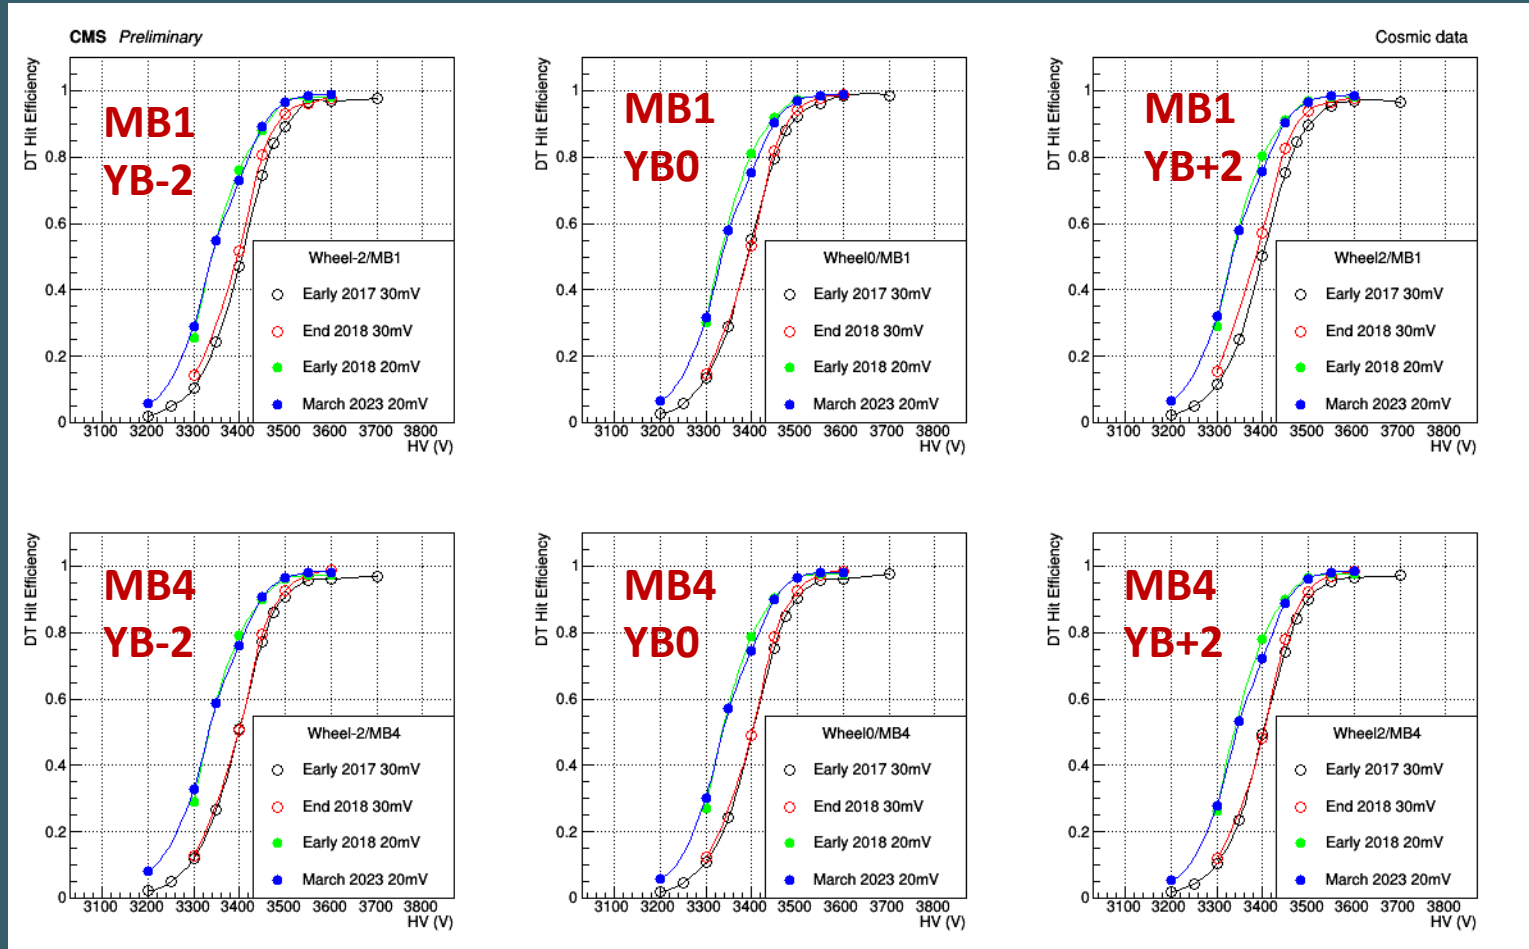 CMS Preliminary
Cosmic data
DT Hit Efficiency
MB1
YB-2
1
0.8
0.6
0.4
0.2
0
Wheel-2/MB1
Early 2017 30mV
End 2018 30mV
Early 2018 20mV
March 2023 20mV
3100 3200 3300 3400 3500 3600 3700 3800
HV (V)
DT Hit Efficiency
MB1
YB0
1
0.8
0.6
0.4
0.2
0
Wheel0/MB1
Early 2017 30mV
End 2018 30mV
Early 2018 20mV
March 2023 20mV
3100 3200 3300 3400 3500 3600 3700 3800
HV (V)
DT Hit Efficiency
MB1
YB+2
1
0.8
0.6
0.4
0.2
0
Wheel2/MB1
Early 2017 30mV
End 2018 30mV
Early 2018 20mV
March 2023 20mV
3100 3200 3300 3400 3500 3600 3700 3800
HV (V)
DT Hit Efficiency
MB4
YB-2
1
0.8
0.6
0.4
0.2
0
Wheel-2/MB4
Early 2017 30mV
End 2018 30mV
Early 2018 20mV
March 2023 20mV
3100 3200 3300 3400 3500 3600 3700 3800
HV (V)
DT Hit Efficiency
MB4
YB0
1
0.8
0.6
0.4
0.2
0
Wheel0/MB4
Early 2017 30mV
End 2018 30mV
Early 2018 20mV
March 2023 20mV
3100 3200 3300 3400 3500 3600 3700 3800
HV (V)
DT Hit Efficiency
MB4
YB+2
1
0.8
0.6
0.4
0.2
0
Wheel2/MB4
Early 2017 30mV
End 2018 30mV
Early 2018 20mV
March 2023 20mV
3100 3200 3300 3400 3500 3600 3700 3800
HV (V)